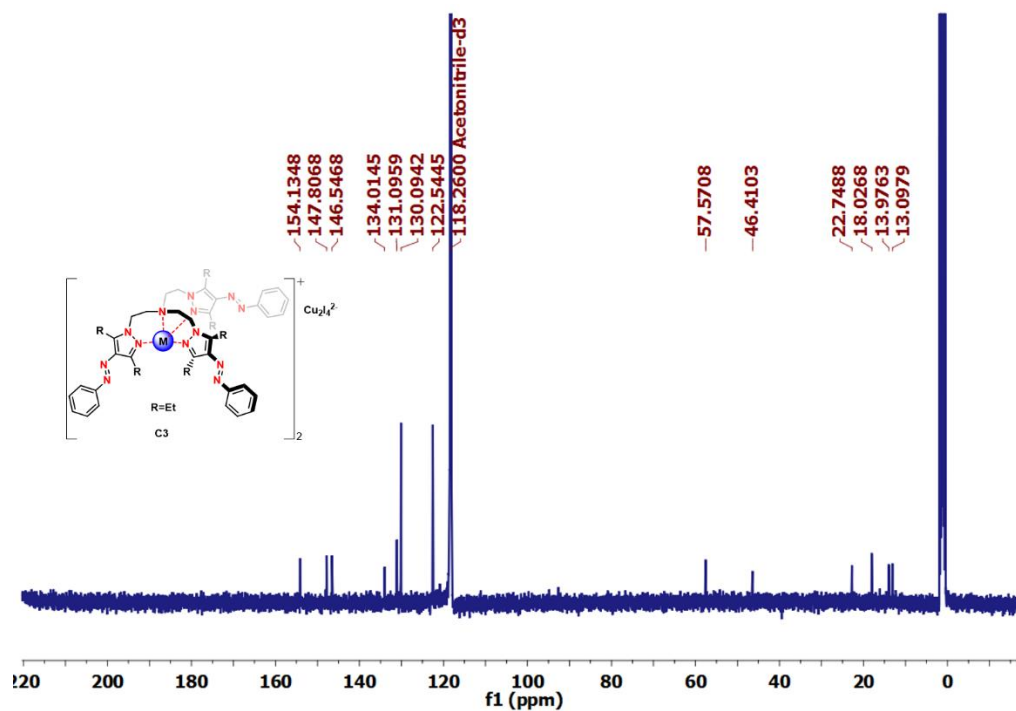 154.1348
147.8068
146.5468
134.0145
131.0959
130.0942
122.5445
118.2600 Acetonitrile-d3
57.5708
46.4103
22.7488
18.0268
13.9763
13.0979
R
N N
N
N
N
R
N
R
N
N
M
N
N
R
R
R
N
N
N
N
+
Cu2I4 2-
R=Et
C3
2
220 200 180 160 140 120 100 80 60 40 20 0
f1 (ppm)